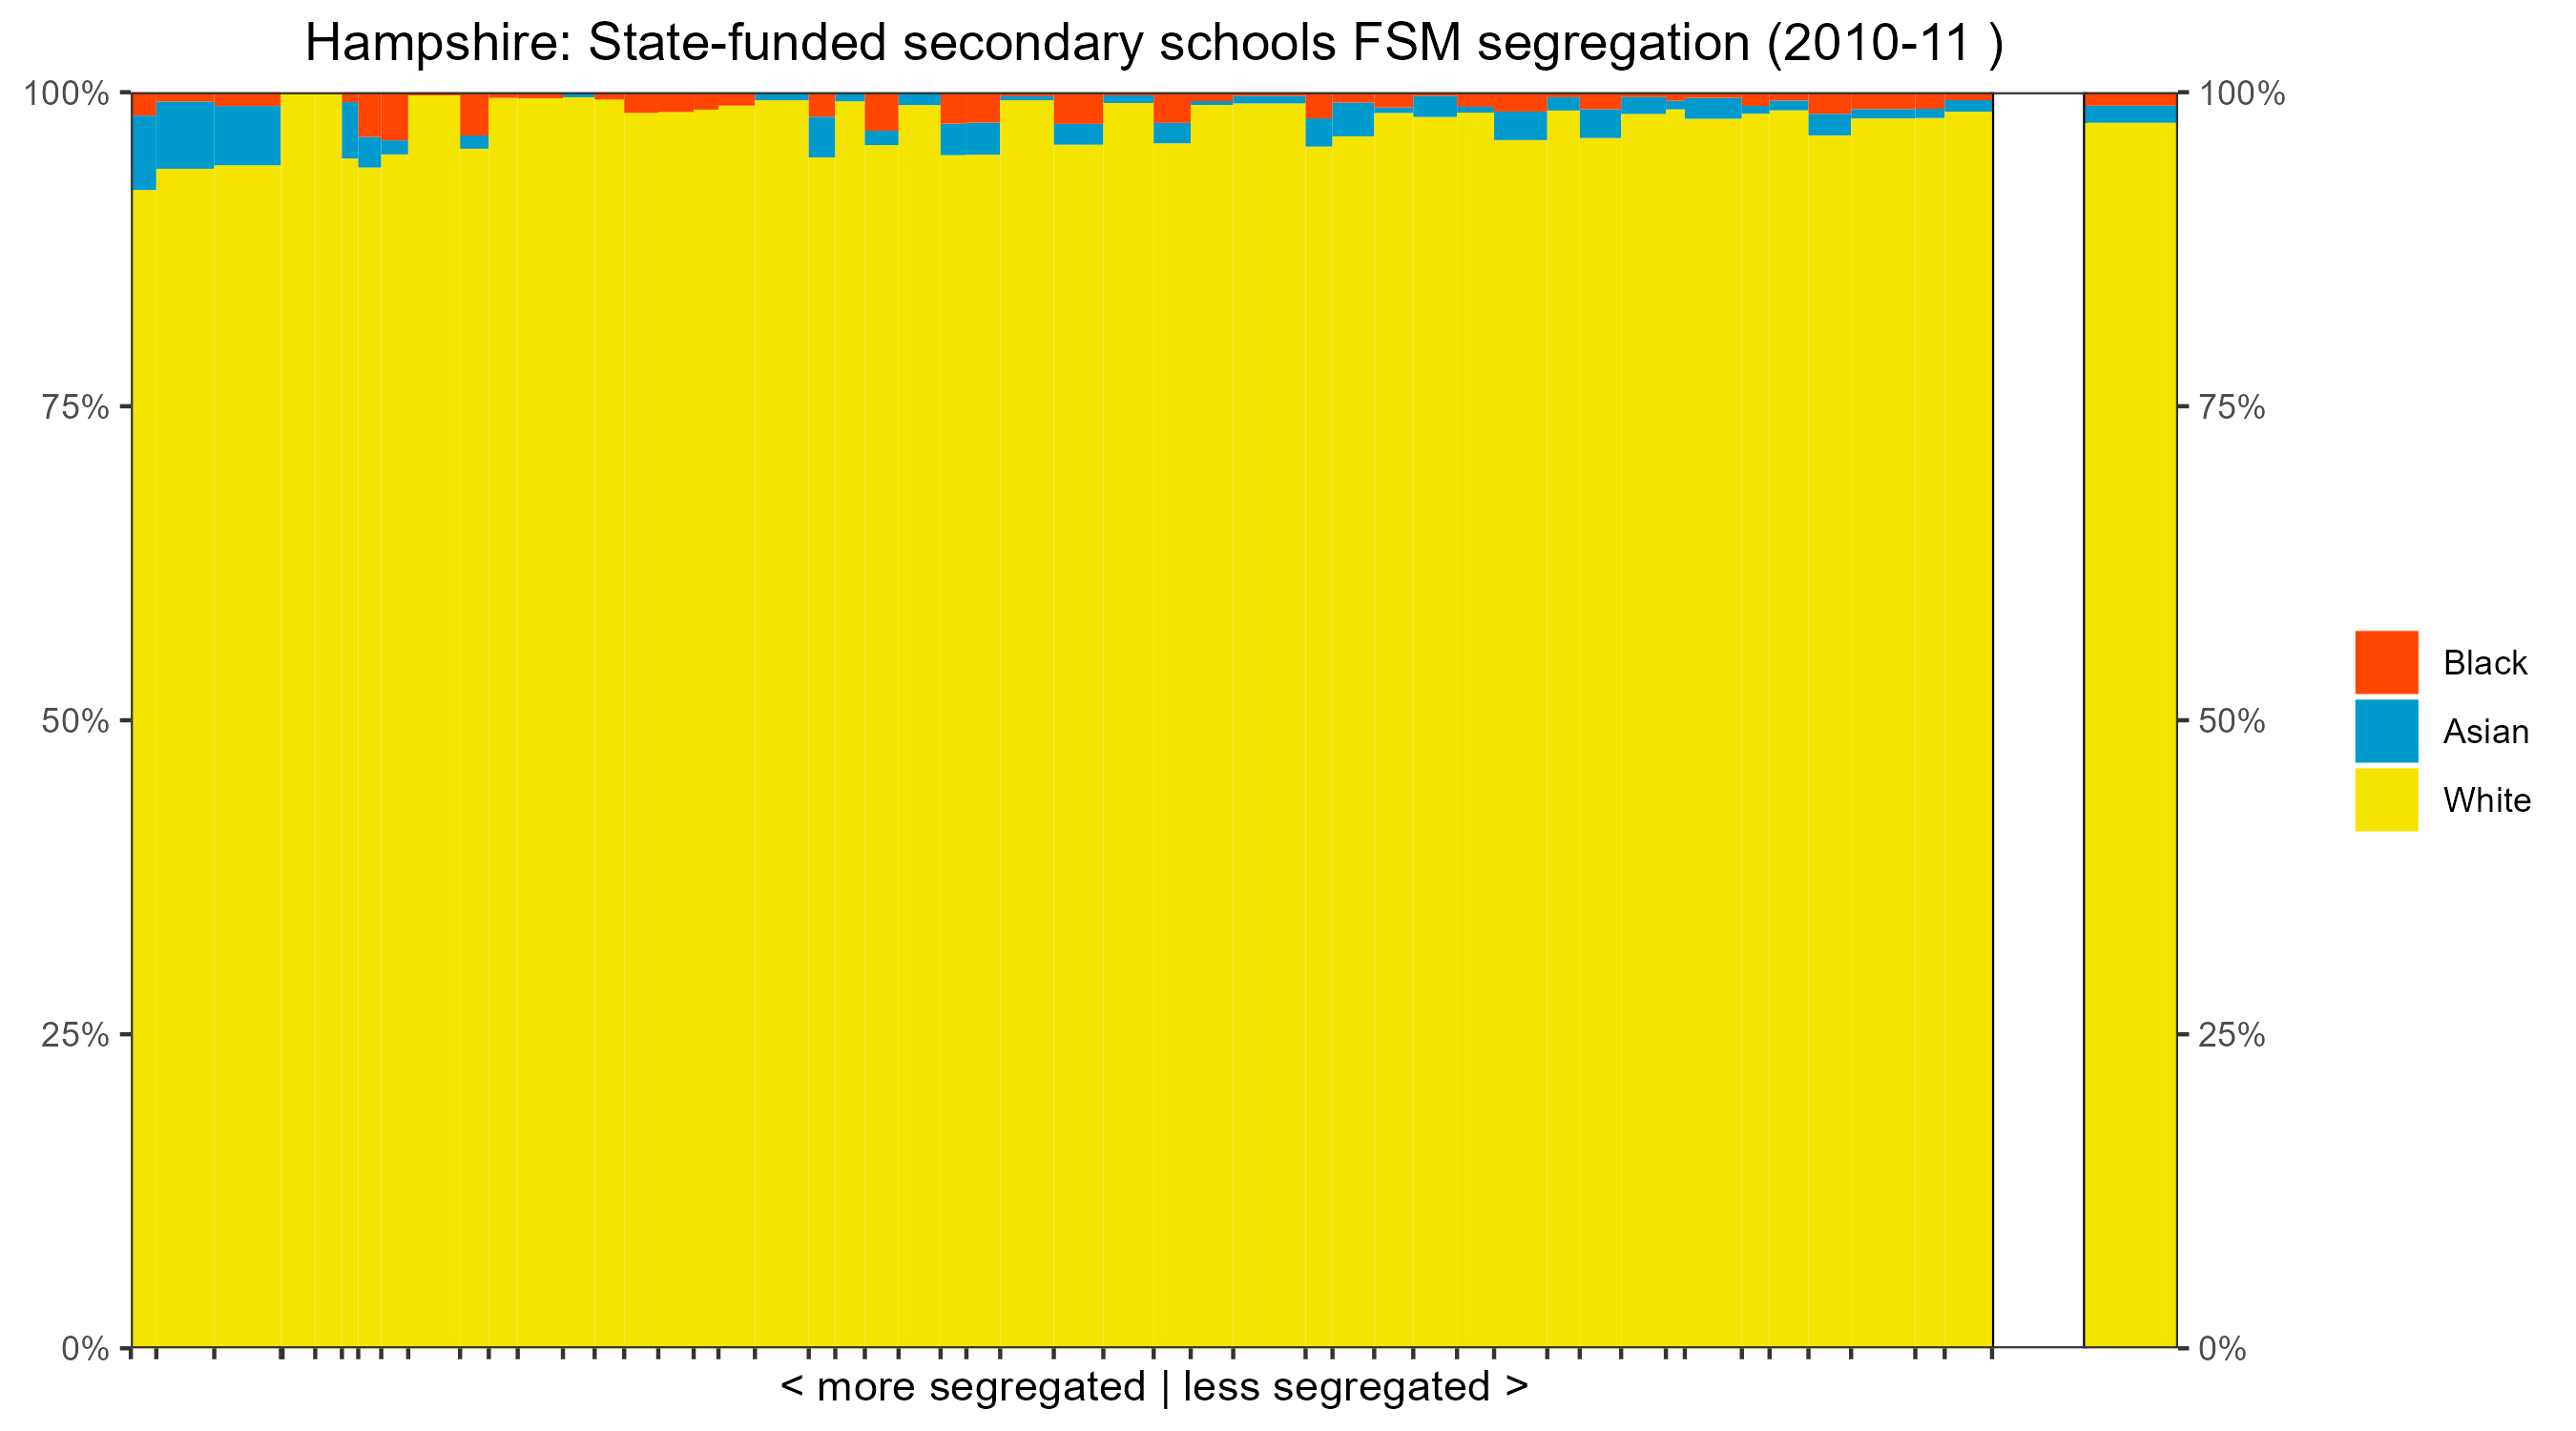 Hampshire: State-funded secondary schools FSM segregation (2010-11 )
100%
75%
50%
25%
0%
100%
75%
50%
25%
0%
Black
Asian
White
< more segregated | less segregated >